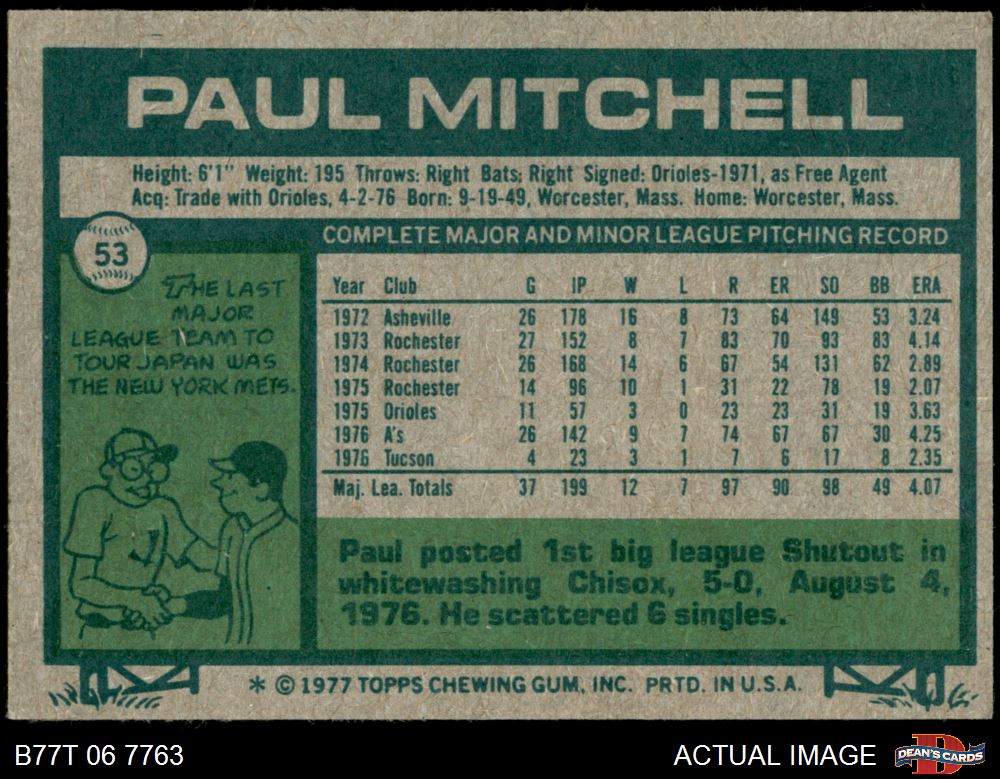 PAUL MITCHELL
Height: 6'1" Weight: 195 Throws: Right Bats: Right Signed: Orioles-1971, as Free Agent
Acq: Trade with Orioles, 4-2-76 Born: 9-19-49, Worcester, Mass. Home: Worcester, Mass.
53
THE LAST
MAJOR
LEAGUE TEAM TO
TOUR JAPAN WAS
THE NEW YORK METS.
J
COMPLETE MAJOR AND MINOR LEAGUE PITCHING RECORD
Year Club G IP W L R ER SO BB ERA
1972 Asheville 26 178 16 8 73 64 149 53 3.24
1973 Rochester 27 152 8 7 83 70 93 83 4.14
1974 Rochester 26 168 14 6 67 54 131 62 2.89
1975 Rochester 14 96 10 1 31 22 78 19 2.07
1975 Orioles 11 57 3 0 23 23 31 19 3.63
1976 A's 26 142 9 7 74 67 67 30 4.25
1976 Tucson 4 23 3 1 7 6 17 8 2.35
Maj. Lea. Totals 37 199 12 7 97 90 98 49 4.07
Paul posted 1st big league Shutout in
whitewashing Chisox, 5-0, August 4,
1976. He scattered 6 singles.
* © 1977 TOPPS CHEWING GUM, INC. PRTD. IN U.S.A.
B77T 06 7763 ACTUAL IMAGE
DEAN'S CARDS